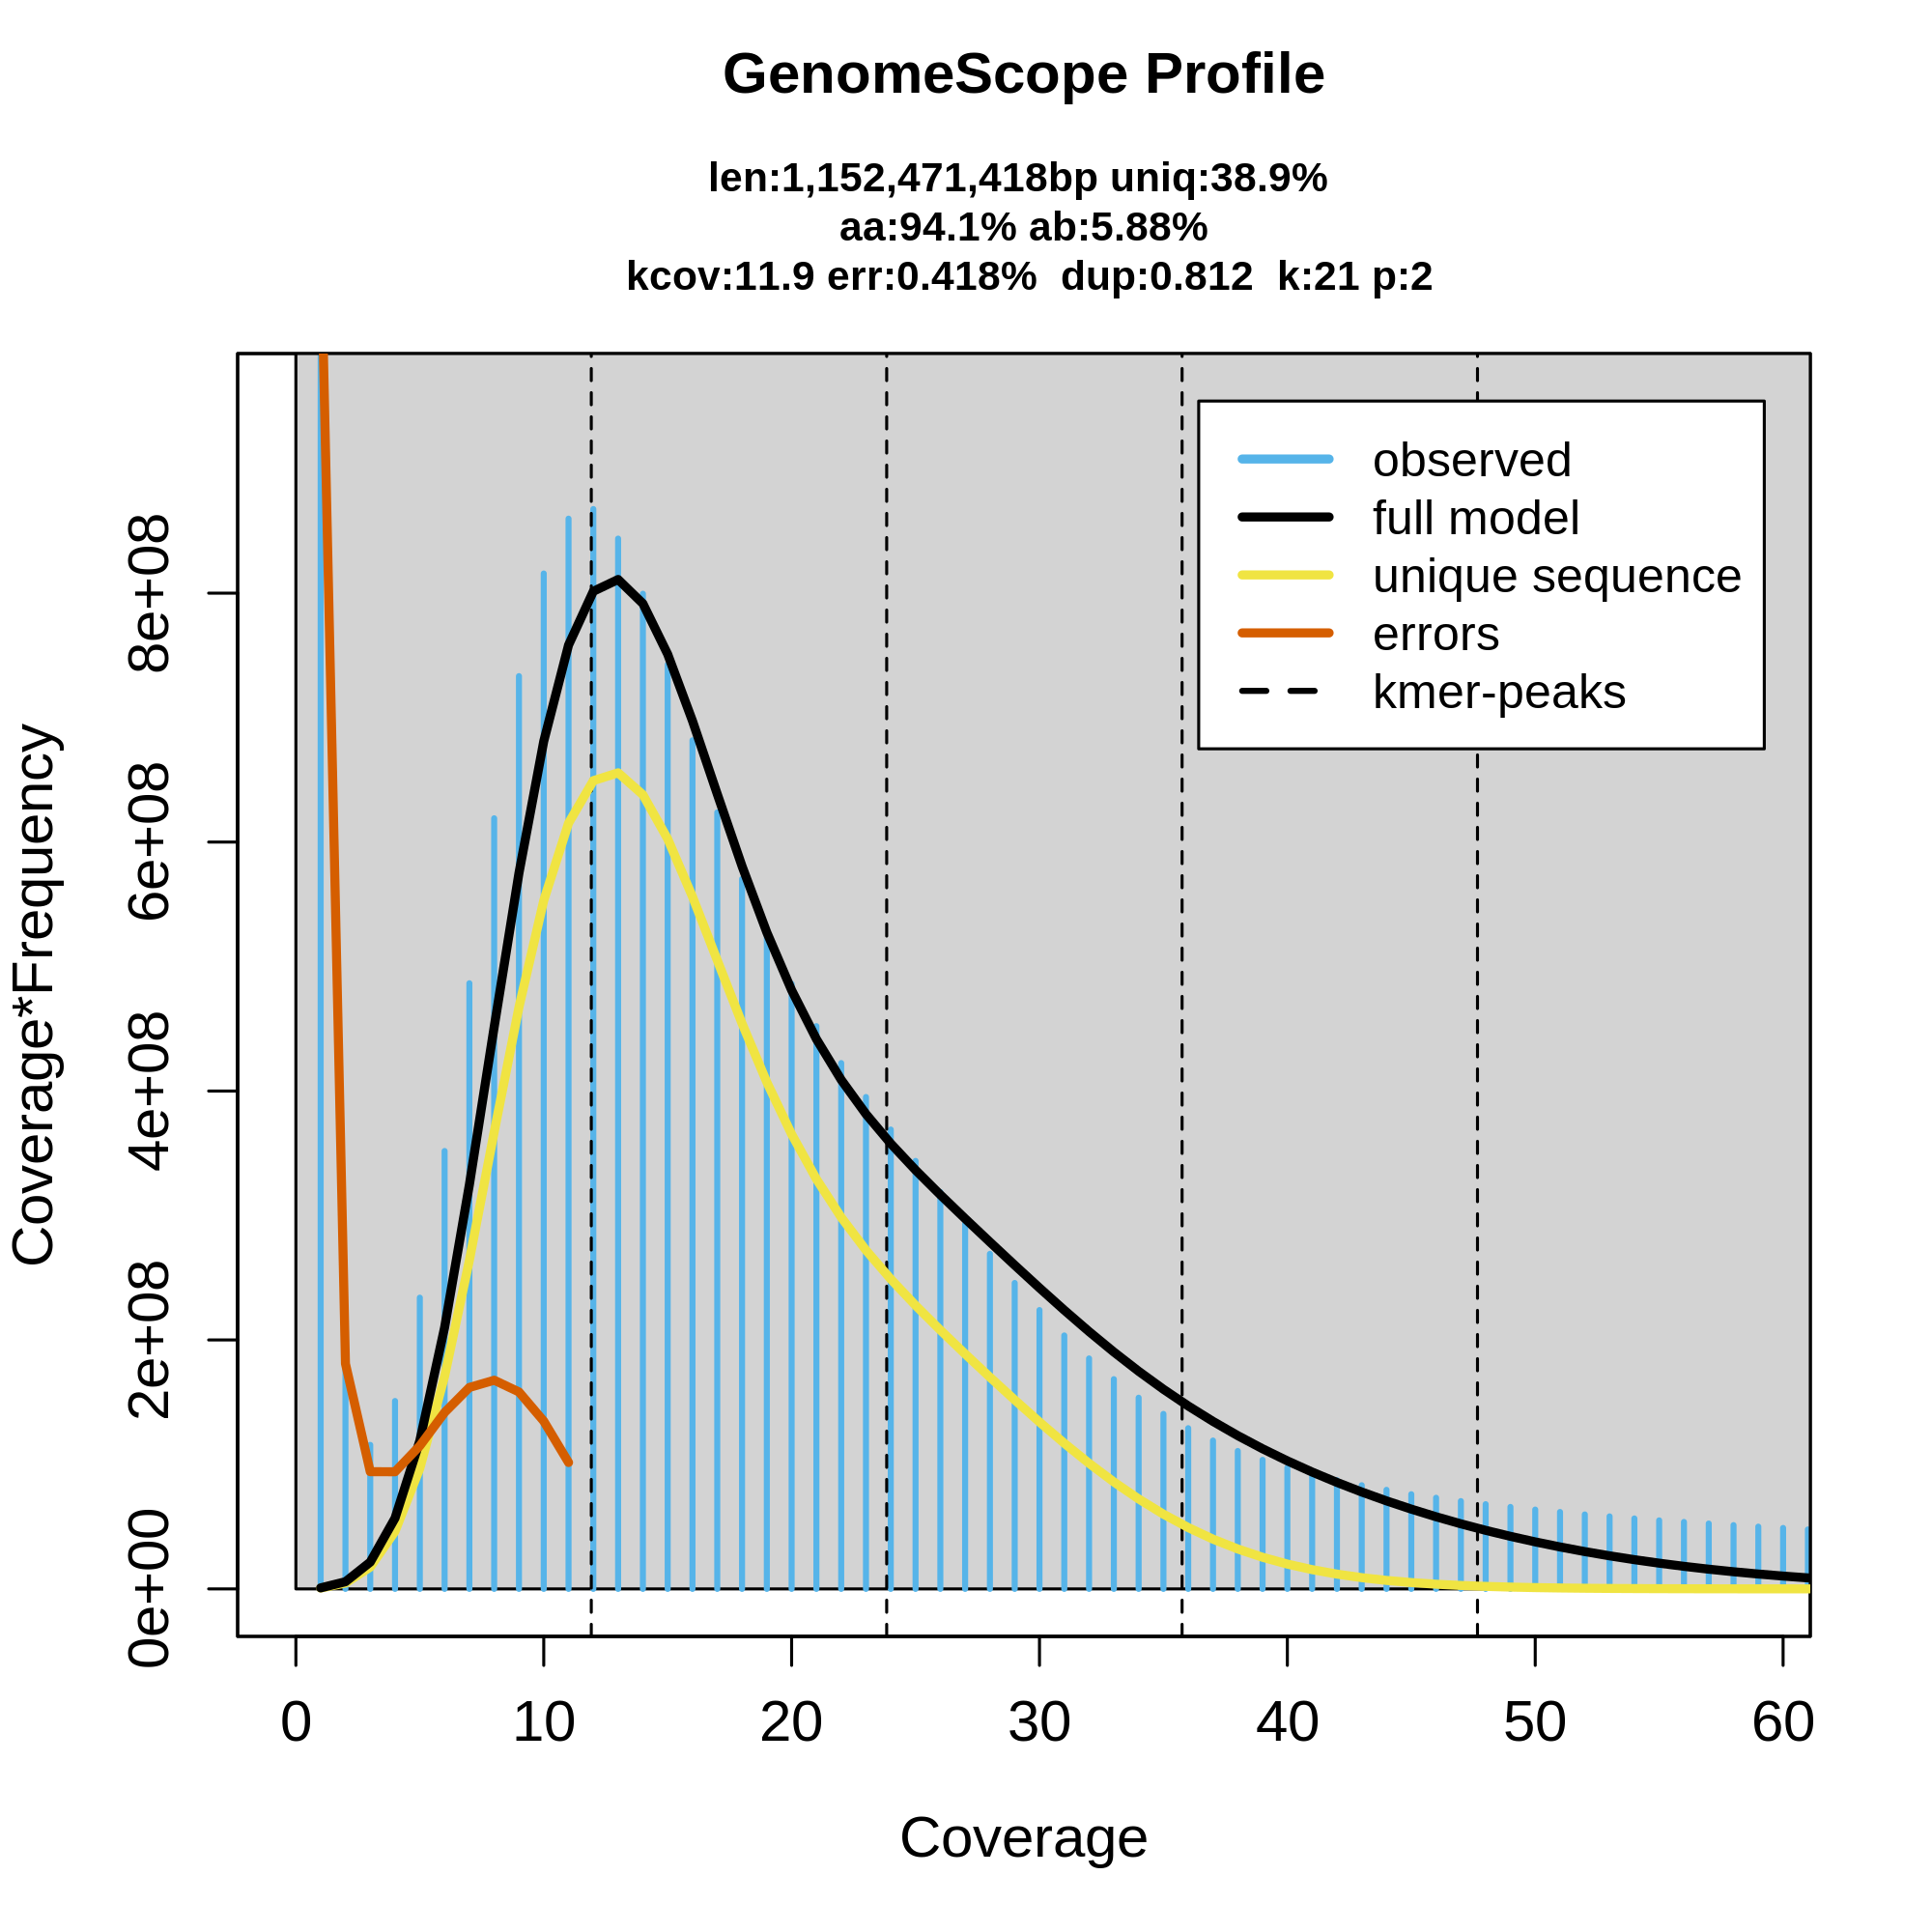 GenomeScope Profile
len:1,152,471,418bp uniq:38.9%
aa:94.1% ab:5.88%
kcov:11.9 err:0.418%  dup:0.812  k:21 p:2
observed
full model
unique sequence
errors
kmer-peaks
Coverage*Frequency
8e+08
6e+08
4e+08
2e+08
0e+00
0 10 20 30 40 50 60
Coverage